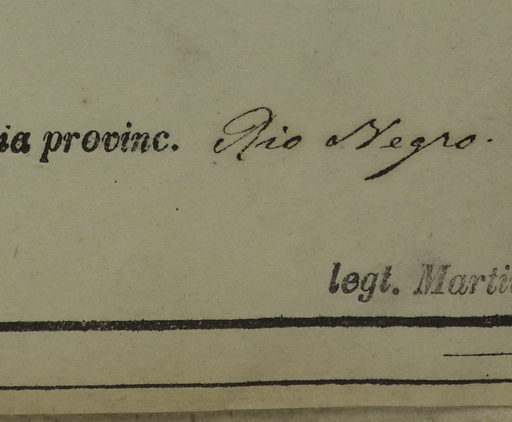 ia provinc. Rio Negro.
legt. Marti